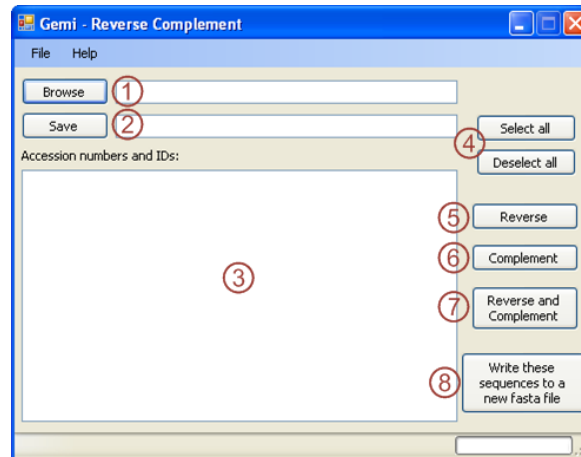 Gemi - Reverse Complement
File Help
Browse 1
Save 2
Select all
4
Deselect all
Accession numbers and IDs:
3
5 Reverse
6 Complement
7 Reverse and
Complement
8 Write these
sequences to a
new fasta file